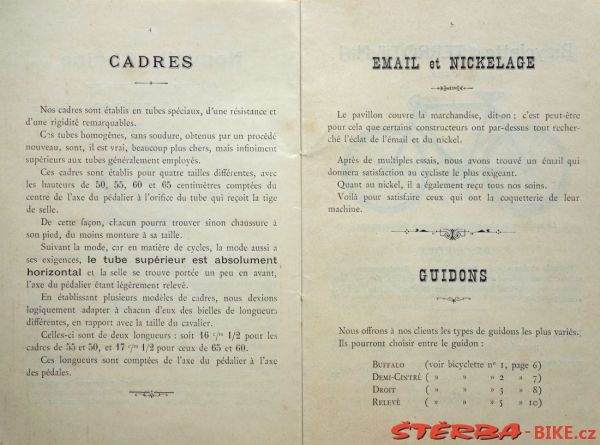 4
CADRES
Nos cadres sont établis en tubes spéciaux, d'une résistance et
d'une rigidité remarquables.
Ces tubes homogènes, sans soudure, obtenus par un procédé
nouveau, sont, il est vrai, beaucoup plus chers, mais infiniment
supérieurs aux tubes généralement employés.
Ces cadres sont établis pour quatre tailles différentes, avec
les hauteurs de 50, 55, 60 et 65 centimètres comptées du
centre de l'axe du pédalier à l'orifice du tube qui reçoit la tige
de selle.
De cette façon, chacun pourra trouver sinon chaussure à
son pied, du moins monture à sa taille.
Suivant la mode, car en matière de cycles, la mode aussi a
ses exigences, le tube supérieur est absolument
horizontal et la selle se trouve portée un peu en avant,
l'axe du pédalier étant légèrement relevé.
En établissant plusieurs modèles de cadres, nous devions
logiquement adapter à chacun d'eux des bielles de longueurs
différentes, en rapport avec la taille du cavalier.
Celles-ci sont de deux longueurs : soit 16 c/m 1/2 pour les
cadres de 55 et 50, et 17 c/m 1/2 pour ceux de 65 et 60.
Ces longueurs sont comptées de l'axe du pédalier à l'axe
des pédales.
EMAIL et NICKELAGE
Le pavillon couvre la marchandise, dit-on ; c'est peut-être
pour cela que certains constructeurs ont par-dessus tout recher-
ché l'éclat de l'émail et du nickel.
Après de multiples essais, nous avons trouvé un émail qui
donnera satisfaction au cycliste le plus exigeant.
Quant au nickel, il a également reçu tous nos soins.
Voilà pour satisfaire ceux qui ont la coquetterie de leur
machine.
GUIDONS
Nous offrons à nos clients les types de guidons les plus variés.
Ils pourront choisir entre le guidon :
BUFFALO (voir bicyclette nº 1, page 6)
DEMI-CINTRÉ ( » » » 2 » 7)
DROIT ( » » » 3 » 8)
RELEVÉ ( » » » 5 » 10)
STERBA-BIKE.cz